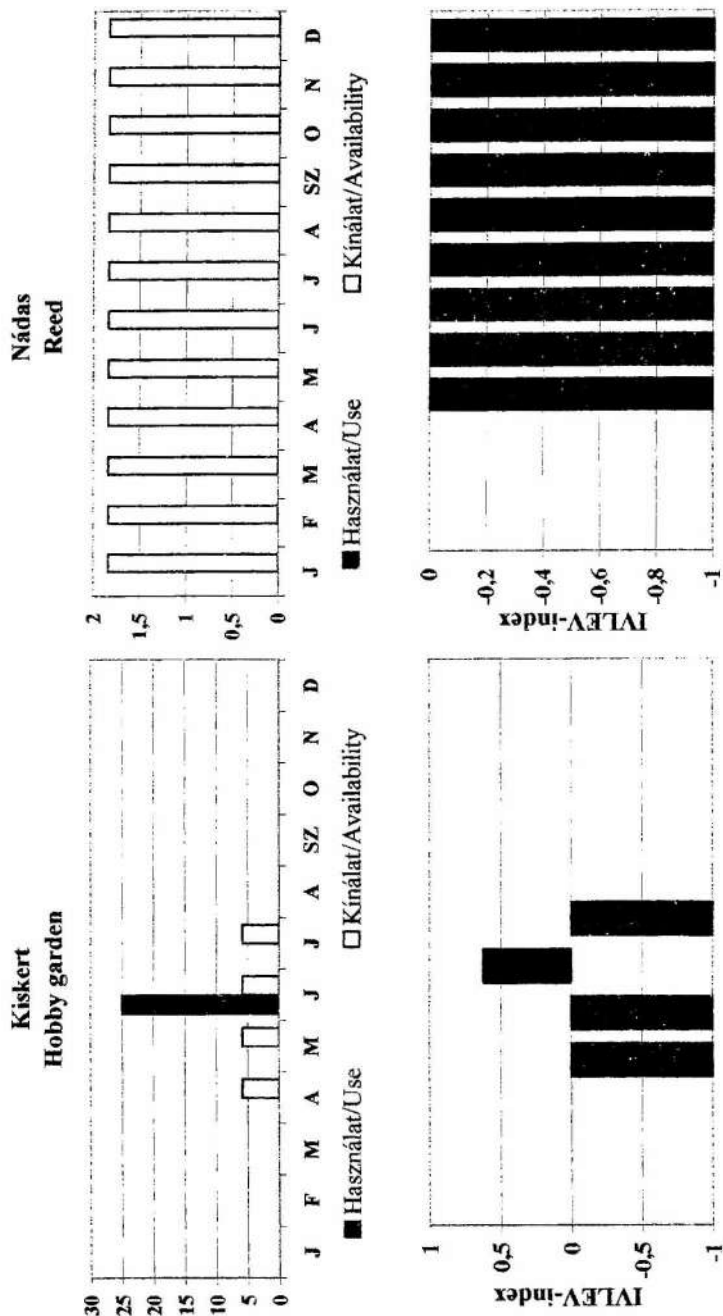 Kiskert
Hobby garden
30
25
20
15
10
5
0
J F M A M J J A SZ O N D
Használat/Use Kínálat/Availability
IVLEV-index
1
0,5
0
-0,5
-1
Nádas
Reed
2
1,5
1
0,5
0
J F M A M J J A SZ O N D
Használat/Use Kínálat/Availability
IVLEV-index
0
-0,2
-0,4
-0,6
-0,8
-1